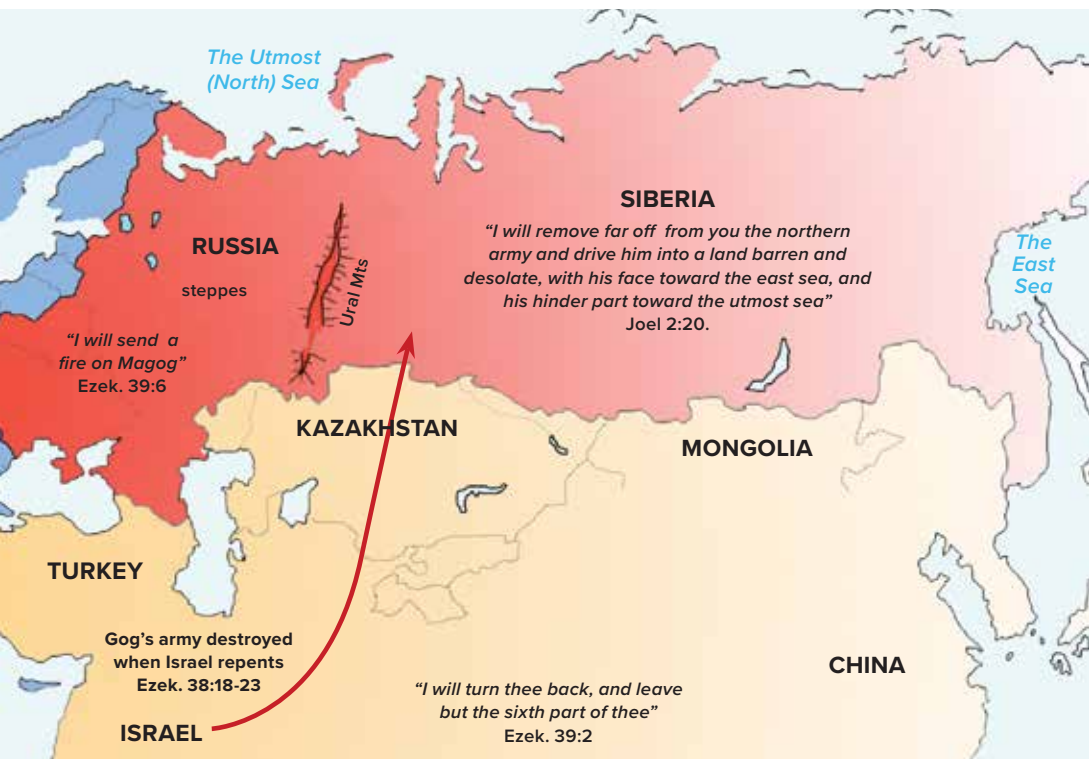 The Utmost
(North) Sea
SIBERIA
“I will remove far off from you the northern
army and drive him into a land barren and
desolate, with his face toward the east sea, and
his hinder part toward the utmost sea”
Joel 2:20.
The
East
Sea
RUSSIA
steppes
Ural Mts
“I will send a
fire on Magog”
Ezek. 39:6
KAZAKHSTAN
MONGOLIA
TURKEY
Gog’s army destroyed
when Israel repents
Ezek. 38:18-23
ISRAEL
“I will turn thee back, and leave
but the sixth part of thee”
Ezek. 39:2
CHINA